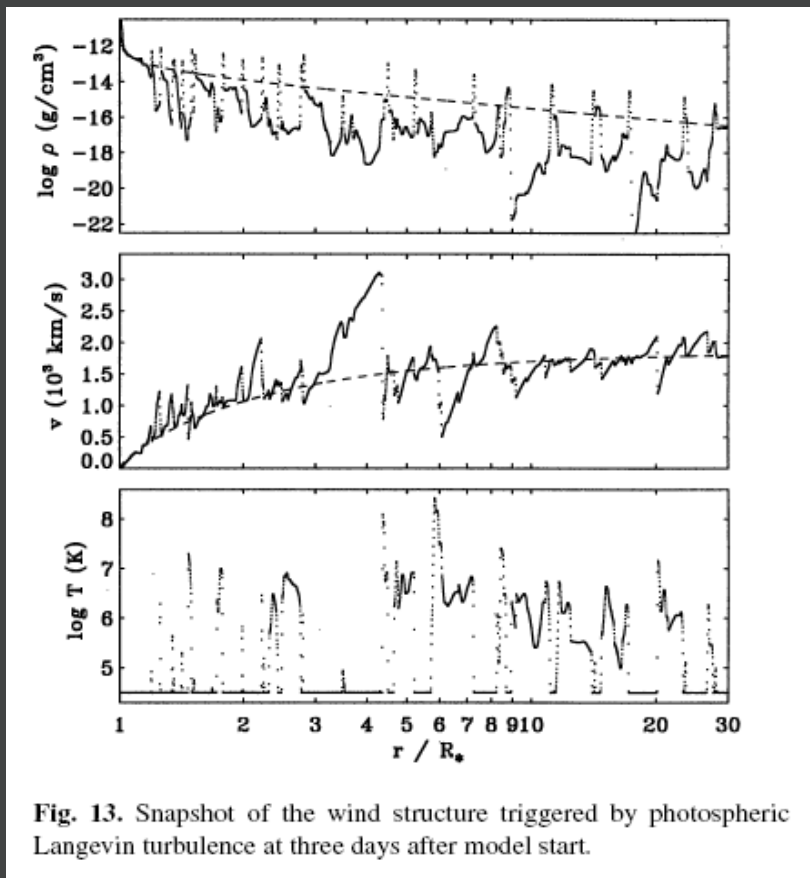 log ρ (g/cm³)
−12
−14
−16
−18
−20
−22
v (10³ km/s)
3.0
2.5
2.0
1.5
1.0
0.5
0.0
log T (K)
8
7
6
5
1 2 3 4 5 6 7 8 9 10 20 30
r / R*
Fig. 13. Snapshot of the wind structure triggered by photospheric
Langevin turbulence at three days after model start.